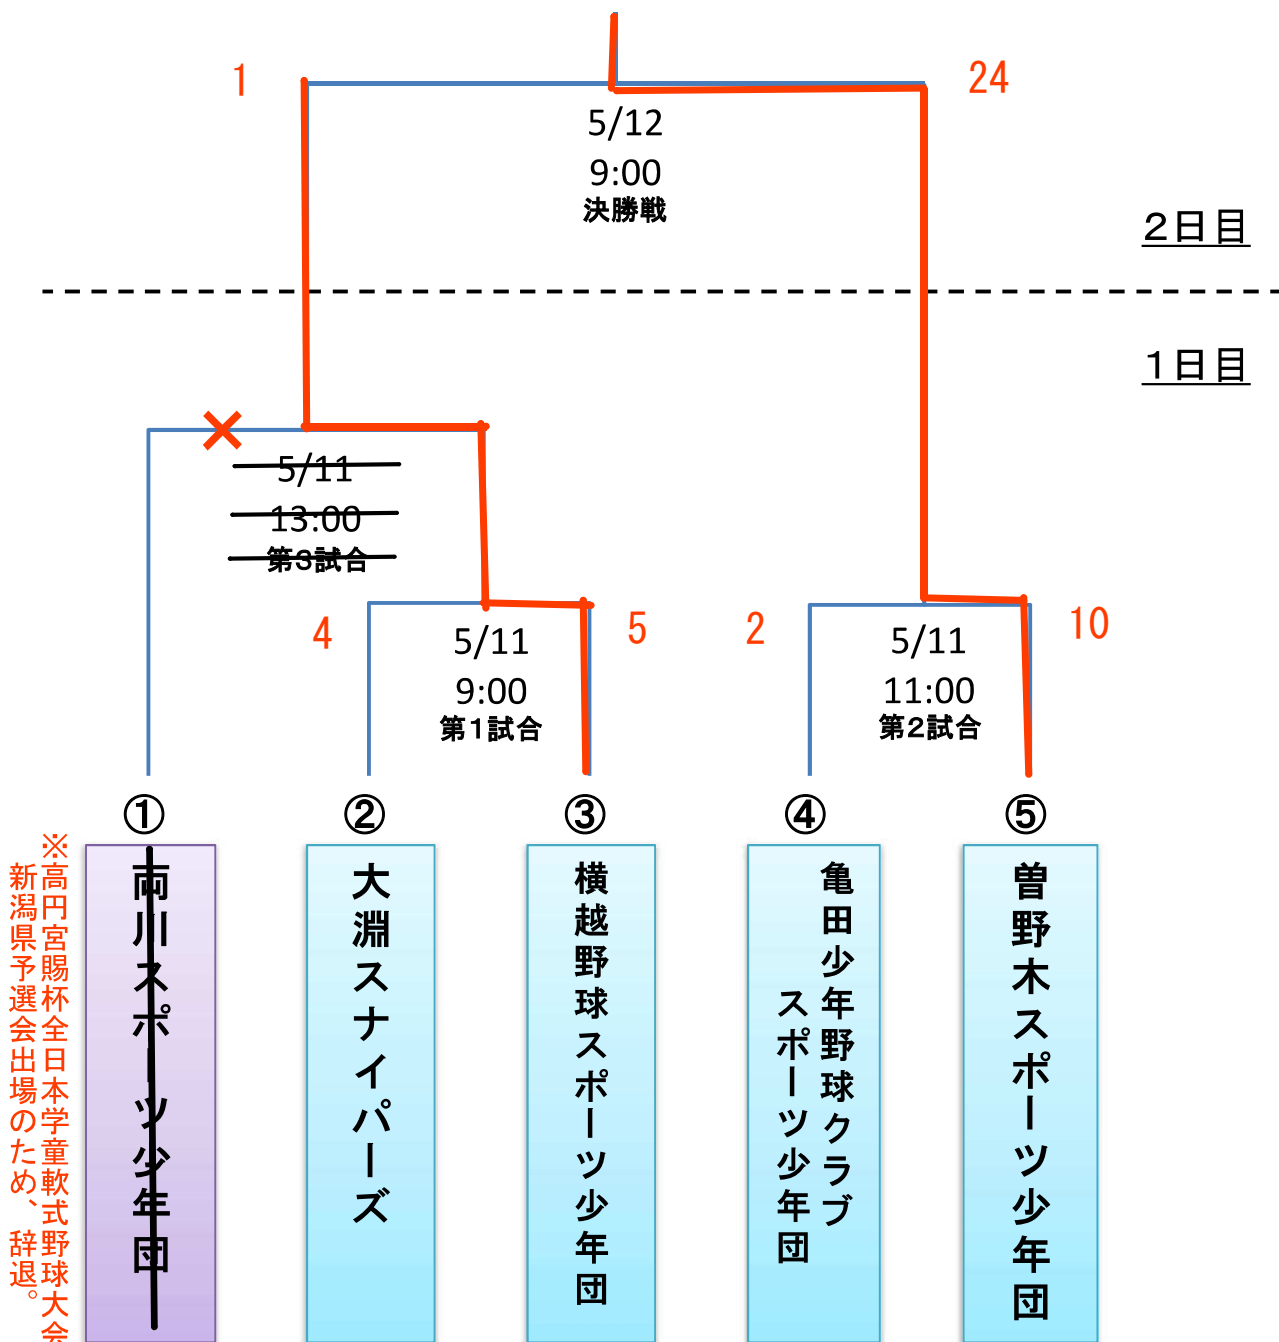 1
24
5/12
9:00
決勝戦
2日目
1日目
5/11
13:00
第3試合
4
5
5/11
9:00
第1試合
2
10
5/11
11:00
第2試合
①
②
③
④
⑤
※高円宮賜杯全日本学童軟式野球大会
新潟県予選会出場のため、辞退。
両川スポーツ少年団
大淵スナイパーズ
横越野球スポーツ少年団
亀田少年野球クラブ
スポーツ少年団
曽野木スポーツ少年団